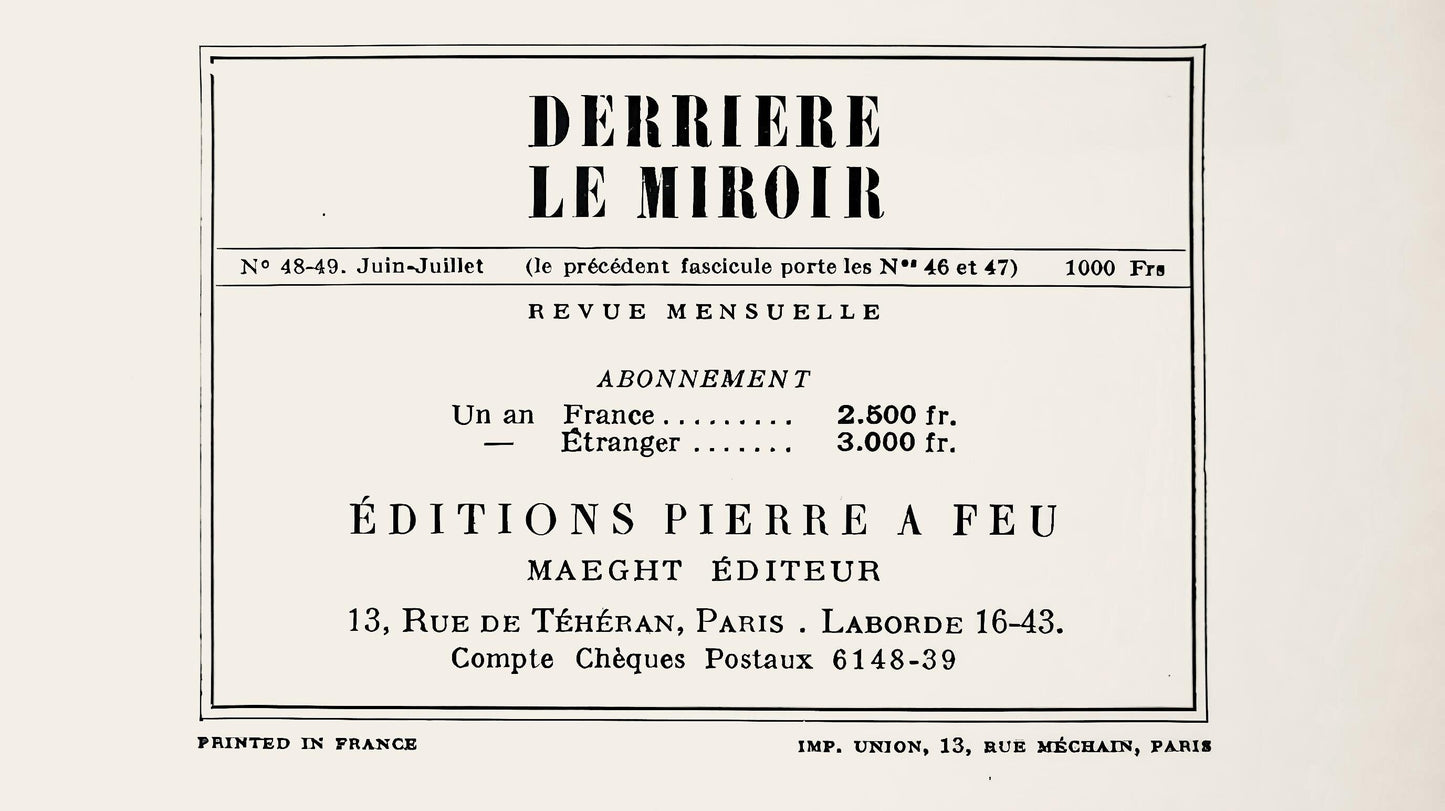 DERRIERE
LE MIROIR
Nº 48-49. Juin-Juillet (le précédent fascicule porte les Nos 46 et 47) 1000 Frs
REVUE MENSUELLE
ABONNEMENT
Un an France......... 2.500 fr.
— Étranger ....... 3.000 fr.
ÉDITIONS PIERRE A FEU
MAEGHT ÉDITEUR
13, RUE DE TÉHÉRAN, PARIS . LABORDE 16-43.
Compte Chèques Postaux 6148-39
PRINTED IN FRANCE
IMP. UNION, 13, RUE MÉCHAIN, PARIS